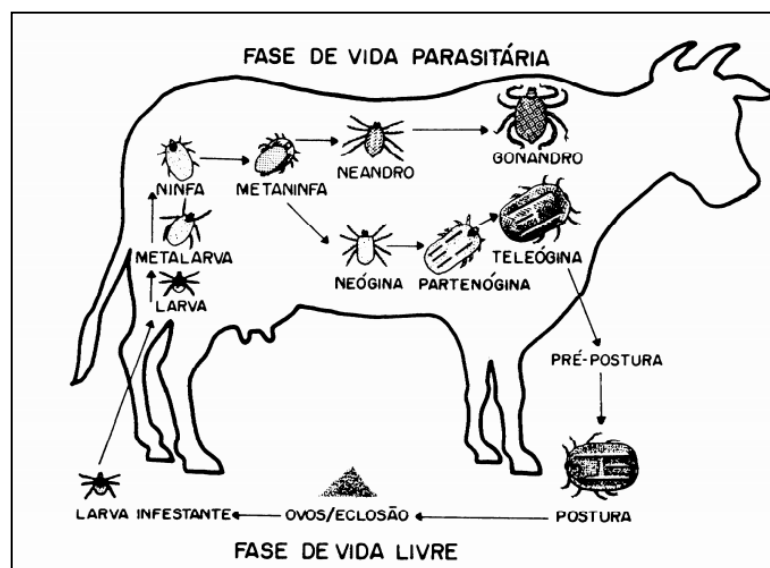 FASE DE VIDA PARASITÁRIA
NINFA
METANINFA
NEANDRO
GONANDRO
METALARVA
LARVA
NEÓGINA
PARTENÓGINA
TELEÓGINA
PRÉ-POSTURA
LARVA INFESTANTE
OVOS/ECLOSÃO
POSTURA
FASE DE VIDA LIVRE